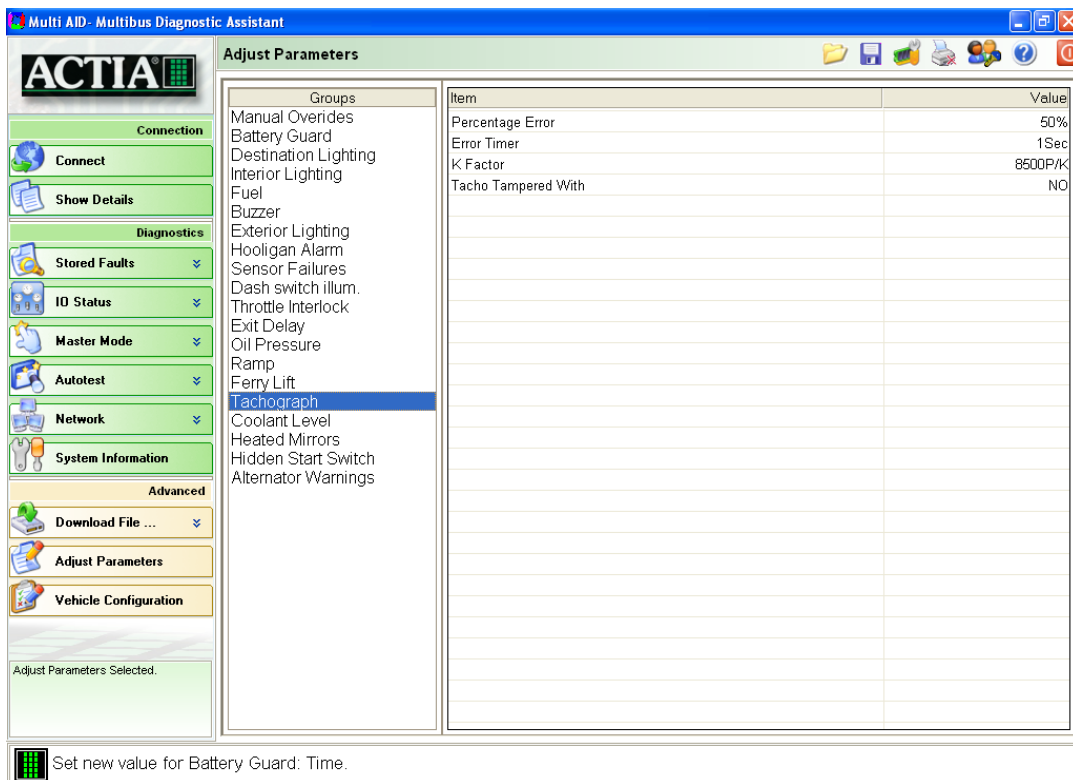 Multi AID- Multibus Diagnostic Assistant
ACTIA®
Adjust Parameters
Connection
Connect
Show Details
Diagnostics
Stored Faults
IO Status
Master Mode
Autotest
Network
System Information
Advanced
Download File ...
Adjust Parameters
Vehicle Configuration
Adjust Parameters Selected.
Groups
Manual Overides
Battery Guard
Destination Lighting
Interior Lighting
Fuel
Buzzer
Exterior Lighting
Hooligan Alarm
Sensor Failures
Dash switch illum.
Throttle Interlock
Exit Delay
Oil Pressure
Ramp
Ferry Lift
Tachograph
Coolant Level
Heated Mirrors
Hidden Start Switch
Alternator Warnings
Item Value
Percentage Error 50%
Error Timer 1Sec
K Factor 8500P/K
Tacho Tampered With NO
Set new value for Battery Guard: Time.